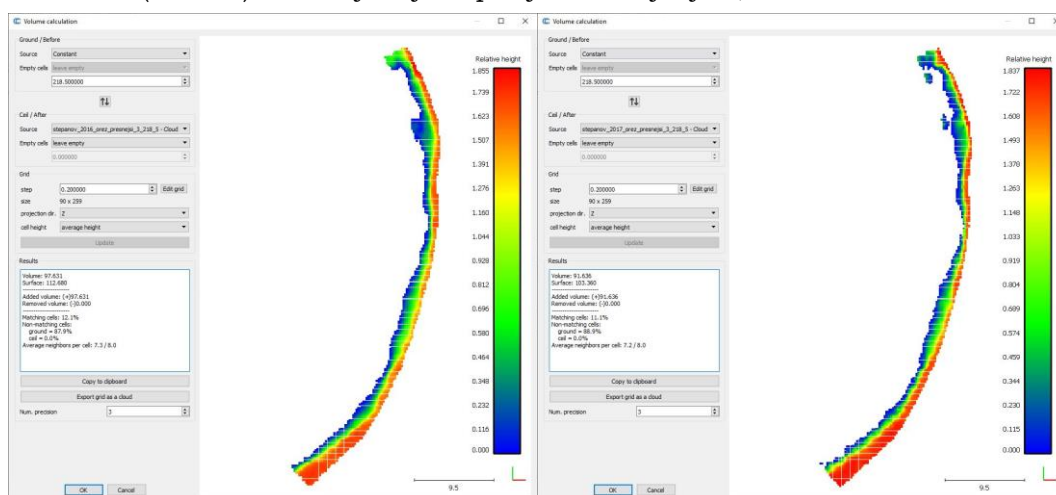 Volume calculation
Ground / Before
Source Constant
Empty cells leave empty
218.500000
Ceil / After
Source stepanov_2016_orez_presnejsi_3_218_5 - Cloud
Empty cells leave empty
0.000000
Grid
step 0.200000 Edit grid
size 90 x 259
projection dir. Z
cell height average height
Update
Results
Volume: 97.631
Surface: 112.680
----------------------
Added volume: (+)97.631
Removed volume: (-)0.000
----------------------
Matching cells: 12.1%
Non-matching cells:
ground = 87.9%
ceil = 0.0%
Average neighbors per cell: 7.3 / 8.0
Copy to clipboard
Export grid as a cloud
Num. precision 3
OK Cancel
Relative height
1.855
1.739
1.623
1.507
1.391
1.276
1.160
1.044
0.928
0.812
0.696
0.580
0.464
0.348
0.232
0.116
0.000
9.5
Volume calculation
Ground / Before
Source Constant
Empty cells leave empty
218.500000
Ceil / After
Source stepanov_2017_orez_presnejsi_3_218_5 - Cloud
Empty cells leave empty
0.000000
Grid
step 0.200000 Edit grid
size 90 x 259
projection dir. Z
cell height average height
Update
Results
Volume: 91.636
Surface: 103.360
----------------------
Added volume: (+)91.636
Removed volume: (-)0.000
----------------------
Matching cells: 11.1%
Non-matching cells:
ground = 88.9%
ceil = 0.0%
Average neighbors per cell: 7.2 / 8.0
Copy to clipboard
Export grid as a cloud
Num. precision 3
OK Cancel
Relative height
1.837
1.722
1.608
1.493
1.378
1.263
1.148
1.033
0.919
0.804
0.689
0.574
0.459
0.344
0.230
0.115
0.000
9.5